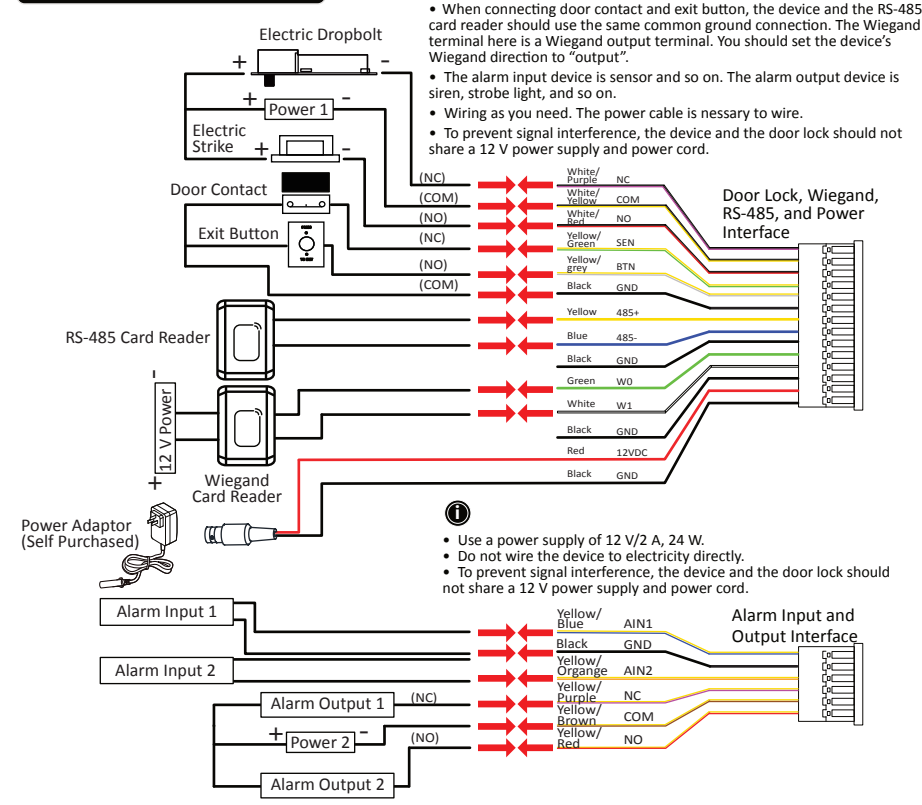 • When connecting door contact and exit button, the device and the RS-485
card reader should use the same common ground connection. The Wiegand
terminal here is a Wiegand output terminal. You should set the device's
Wiegand direction to "output".
• The alarm input device is sensor and so on. The alarm output device is
siren, strobe light, and so on.
• Wiring as you need. The power cable is nessary to wire.
• To prevent signal interference, the device and the door lock should not
share a 12 V power supply and power cord.
Electric Dropbolt
+ -
+ Power 1 -
Electric
Strike
+ -
Door Contact
Exit Button
(NC)
(COM)
(NO)
(NC)
(NO)
(COM)
White/
Purple NC
White/
Yellow COM
White/
Red NO
Yellow/
Green SEN
Yellow/
grey BTN
Black GND
Yellow 485+
Blue 485-
Black GND
Green W0
White W1
Black GND
Red 12VDC
Black GND
Door Lock, Wiegand,
RS-485, and Power
Interface
RS-485 Card Reader
-
12 V Power
+
Wiegand
Card Reader
Power Adaptor
(Self Purchased)
i
• Use a power supply of 12 V/2 A, 24 W.
• Do not wire the device to electricity directly.
• To prevent signal interference, the device and the door lock should
not share a 12 V power supply and power cord.
Alarm Input 1
Alarm Input 2
Alarm Output 1
(NC)
+ Power 2 -
(NO)
Alarm Output 2
Yellow/
Blue AIN1
Black GND
Yellow/
Organge AIN2
Yellow/
Purple NC
Yellow/
Brown COM
Yellow/
Red NO
Alarm Input and
Output Interface